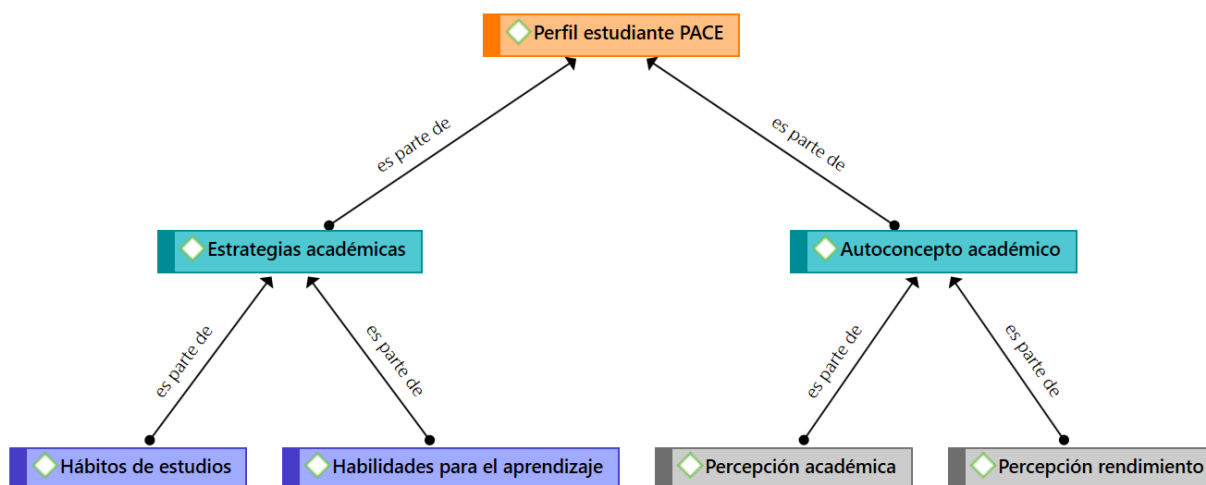 Perfil estudiante PACE
es parte de
es parte de
Estrategias académicas
Autoconcepto académico
es parte de
es parte de
es parte de
es parte de
Hábitos de estudios
Habilidades para el aprendizaje
Percepción académica
Percepción rendimiento